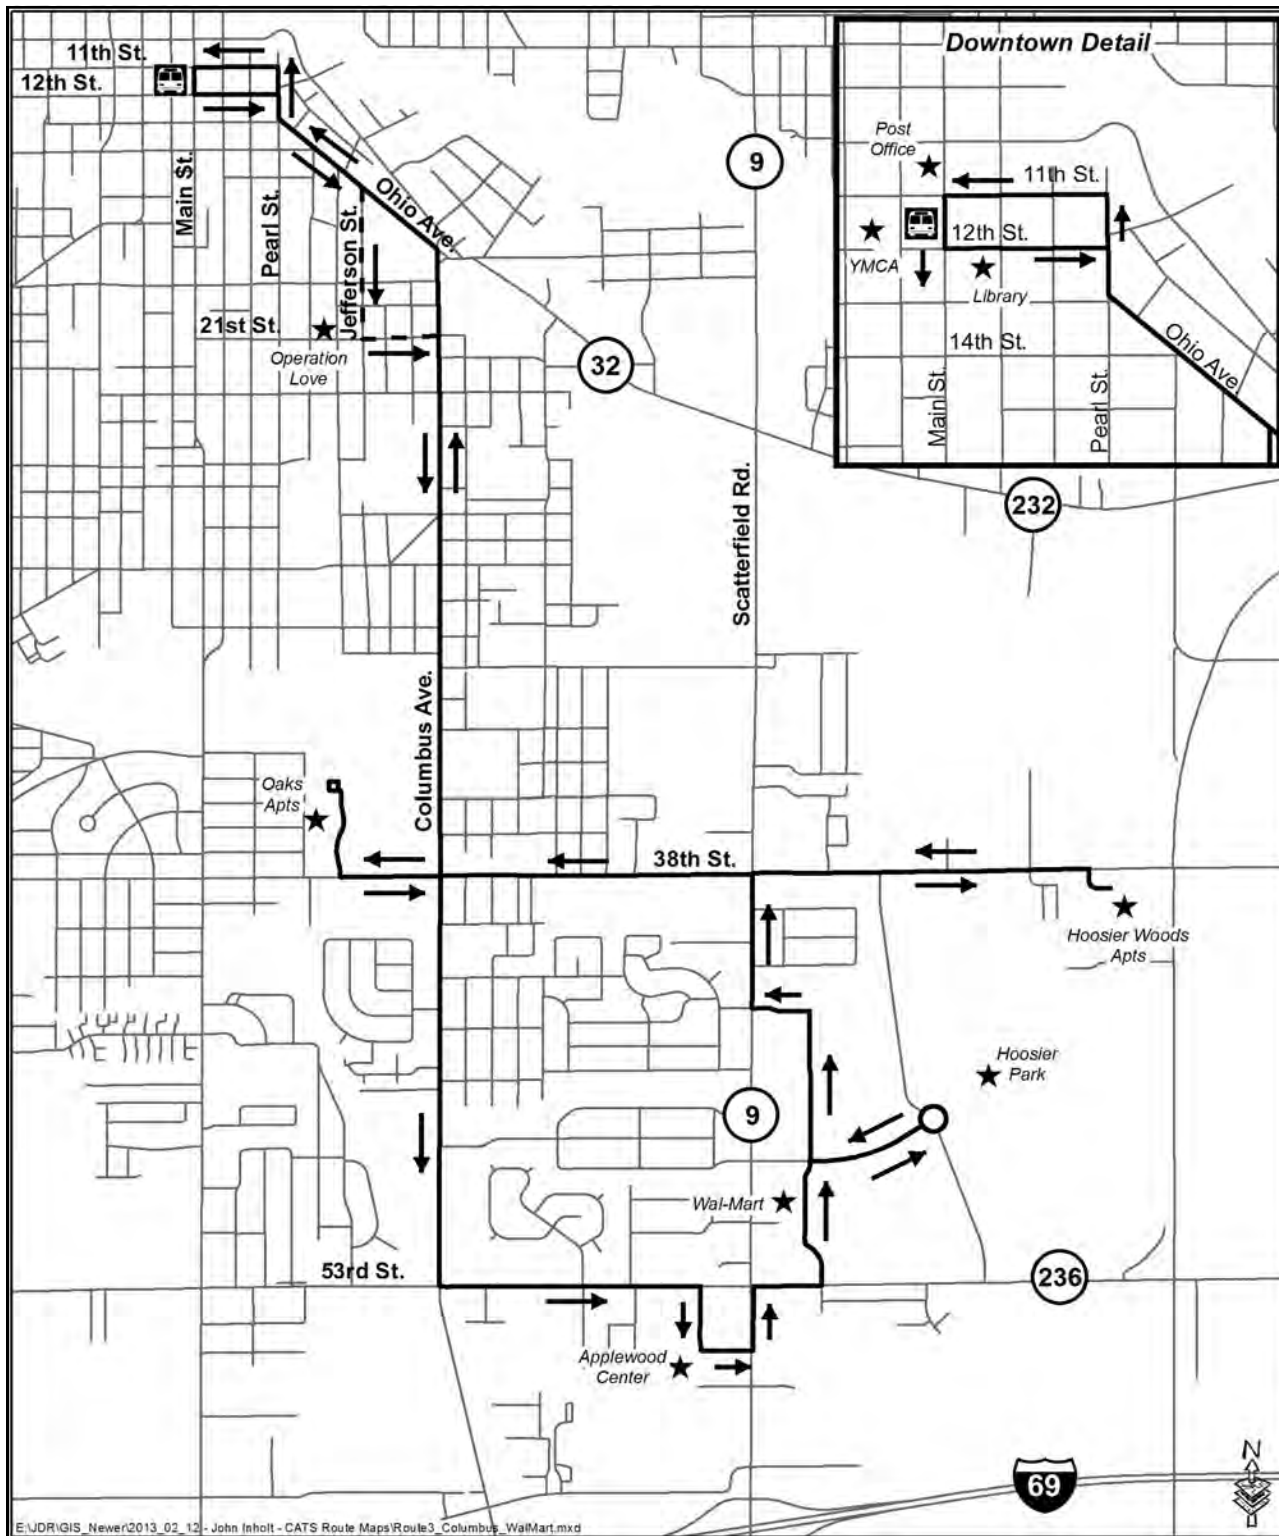 11th St.
12th St.
Main St.
Pearl St.
Jefferson St.
Ohio Ave.
21st St.
Operation
Love
32
9
Scatterfield Rd.
232
Downtown Detail
Post
Office
11th St.
12th St.
YMCA
Library
14th St.
Main St.
Pearl St.
Ohio Ave.
Columbus Ave.
Oaks
Apts
38th St.
Hoosier Woods
Apts
Hoosier
Park
9
Wal-Mart
53rd St.
236
Applewood
Center
69
N
E:\JDR\GIS_Newer\2013_02_12 - John Inholt - CATS Route Maps\Route3_Columbus_WalMart.mxd